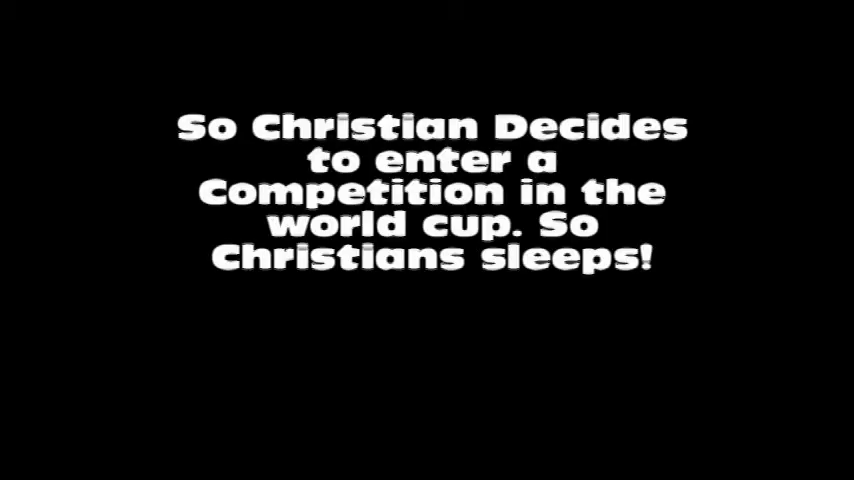 So Christian Decides
to enter a
Competition in the
world cup. So
Christians sleeps!